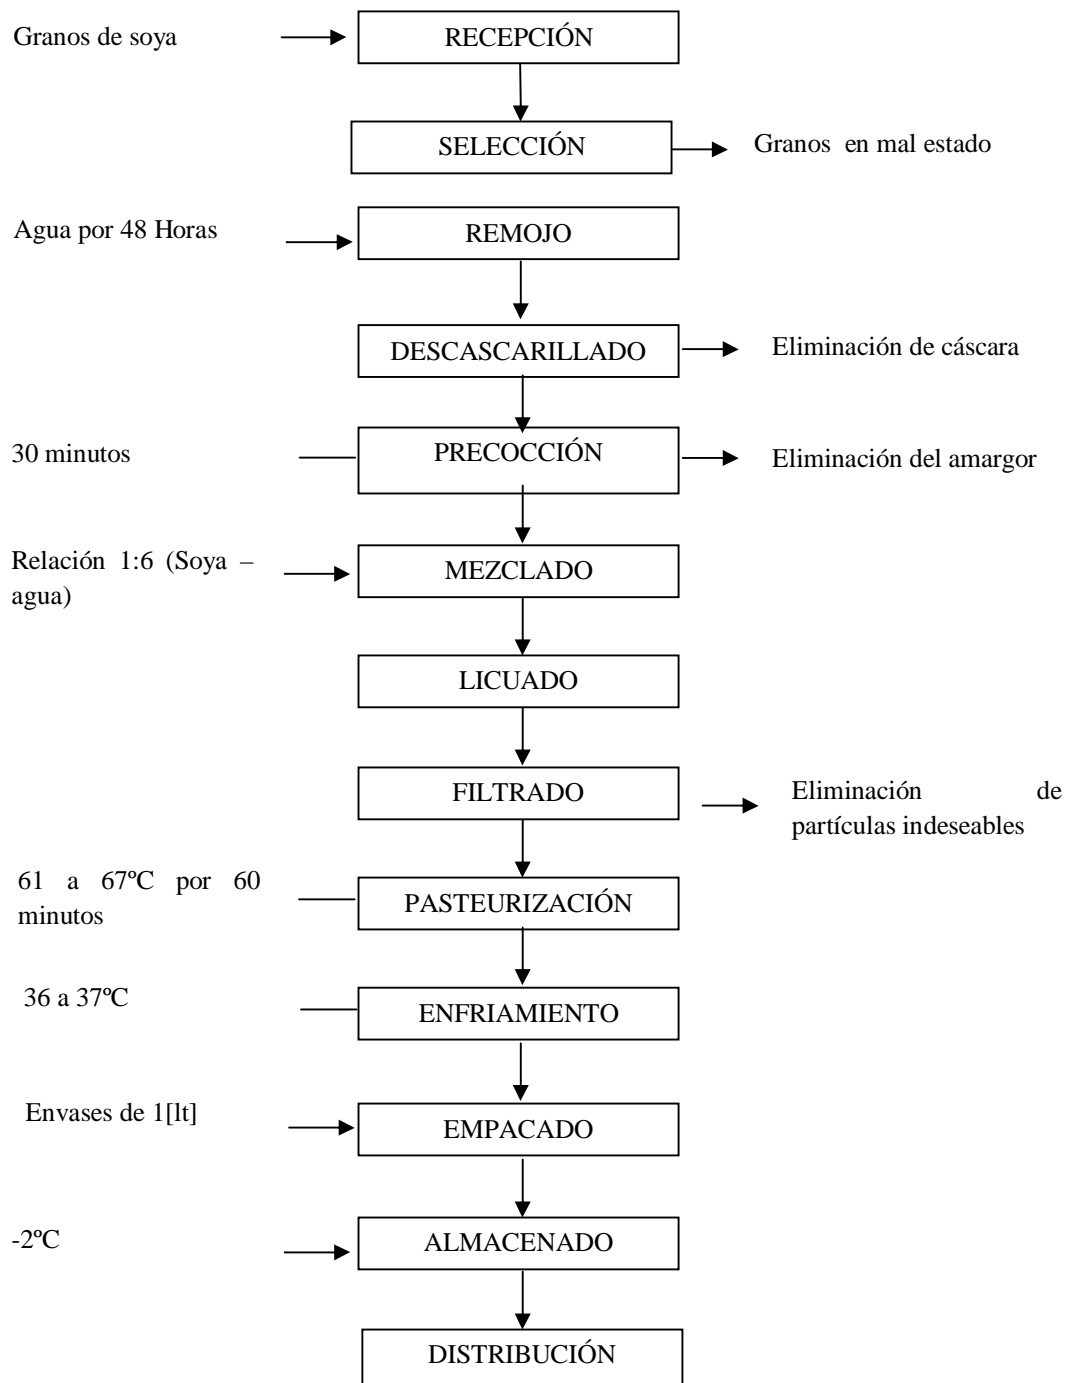 Granos de soya
RECEPCIÓN
SELECCIÓN
Granos en mal estado
Agua por 48 Horas
REMOJO
DESCASCARILLADO
Eliminación de cáscara
30 minutos
PRECOCCIÓN
Eliminación del amargor
Relación 1:6 (Soya –
agua)
MEZCLADO
LICUADO
FILTRADO
Eliminación de
partículas indeseables
61 a 67ºC por 60
minutos
PASTEURIZACIÓN
36 a 37ºC
ENFRIAMIENTO
Envases de 1[lt]
EMPACADO
-2ºC
ALMACENADO
DISTRIBUCIÓN